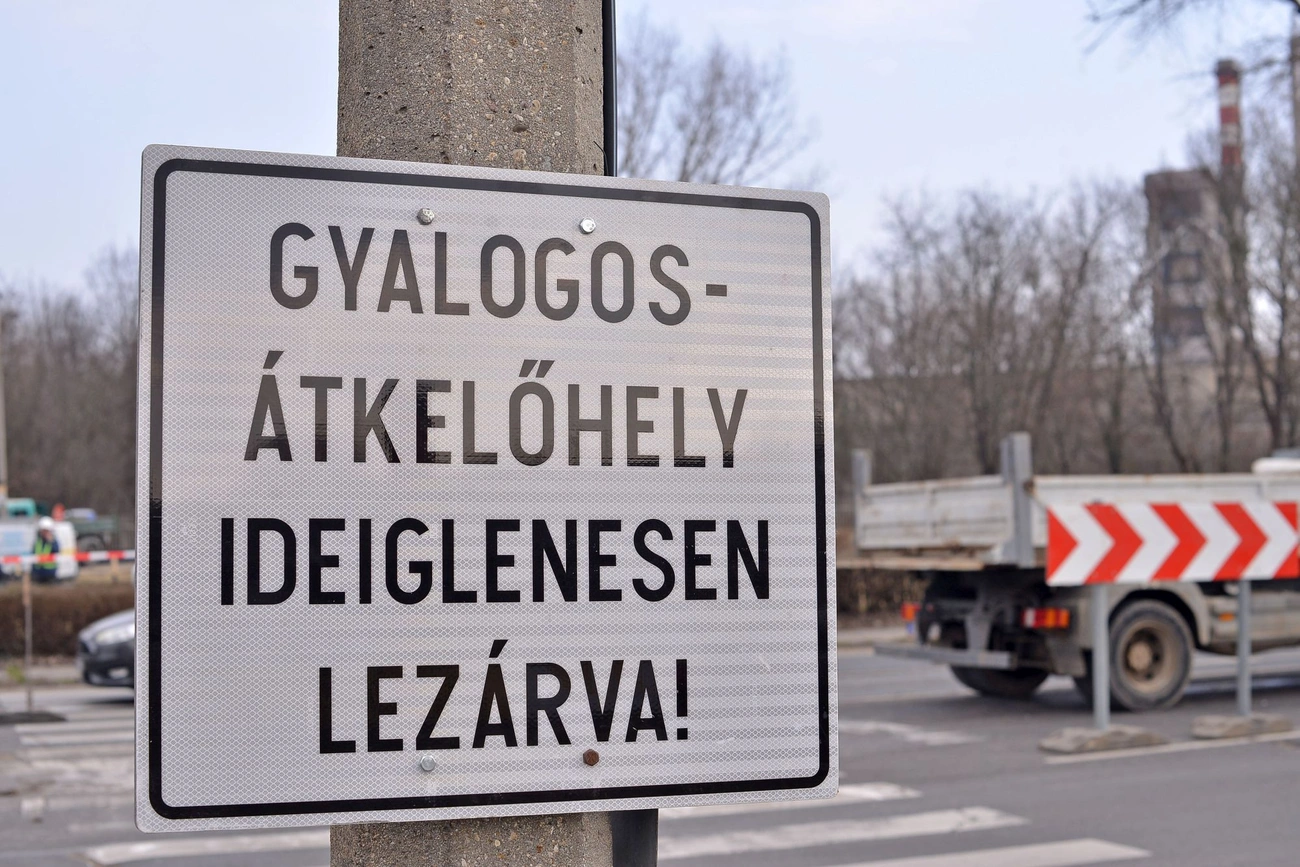 GYALOGOS-
ÁTKELŐHELY
IDEIGLENESEN
LEZÁRVA!